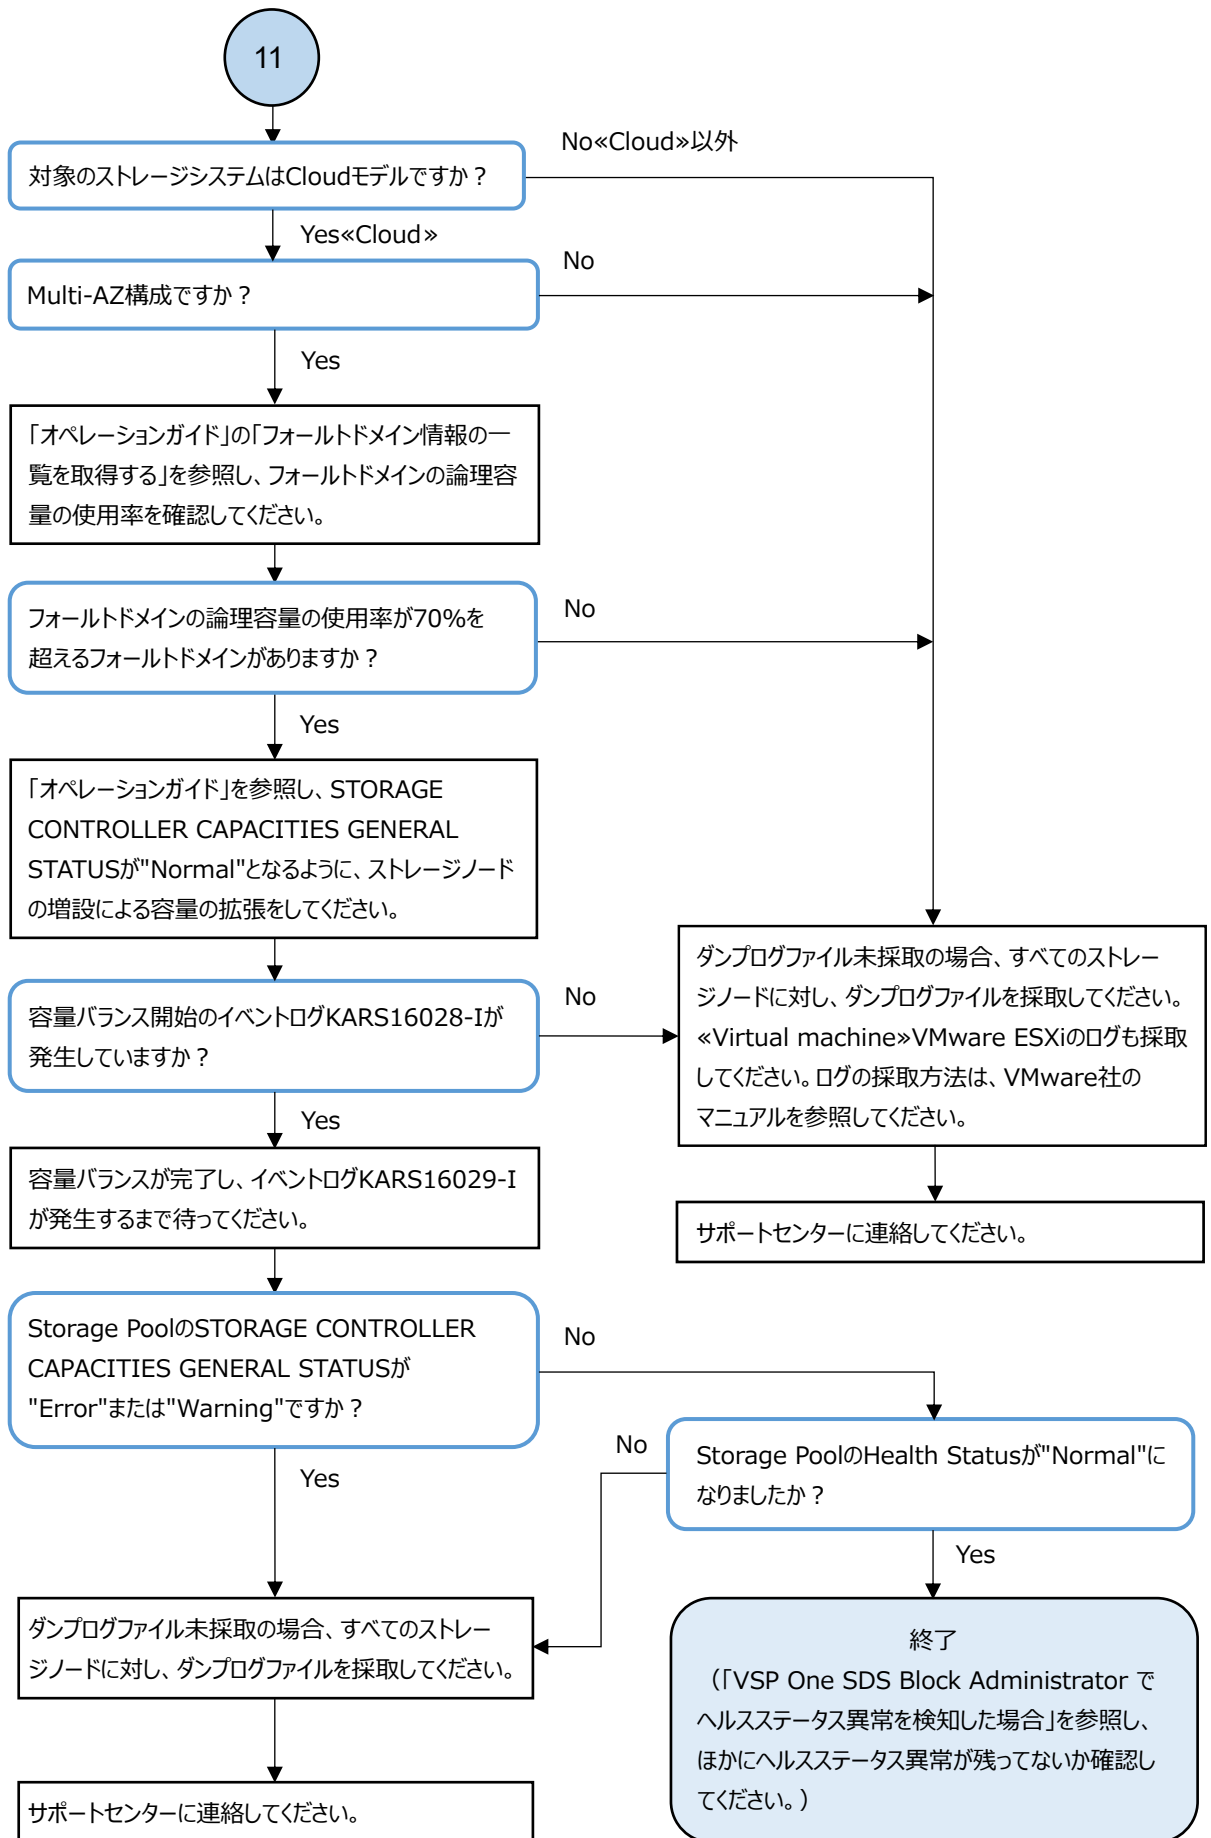 11
対象のストレージシステムはCloudモデルですか？
No«Cloud»以外
Yes«Cloud»
Multi-AZ構成ですか？
No
Yes
「オペレーションガイド」の「フォールトドメイン情報の一
覧を取得する」を参照し、フォールトドメインの論理容
量の使用率を確認してください。
フォールトドメインの論理容量の使用率が70%を
超えるフォールトドメインがありますか？
No
Yes
「オペレーションガイド」を参照し、STORAGE
CONTROLLER CAPACITIES GENERAL
STATUSが"Normal"となるように、ストレージノード
の増設による容量の拡張をしてください。
容量バランス開始のイベントログKARS16028-Iが
発生していますか？
No
Yes
ダンプログファイル未採取の場合、すべてのストレー
ジノードに対し、ダンプログファイルを採取してください。
«Virtual machine»VMware ESXiのログも採取
してください。ログの採取方法は、VMware社の
マニュアルを参照してください。
サポートセンターに連絡してください。
容量バランスが完了し、イベントログKARS16029-I
が発生するまで待ってください。
Storage PoolのSTORAGE CONTROLLER
CAPACITIES GENERAL STATUSが
"Error"または"Warning"ですか？
No
Yes
Storage PoolのHealth Statusが"Normal"に
なりましたか？
No
Yes
ダンプログファイル未採取の場合、すべてのストレー
ジノードに対し、ダンプログファイルを採取してください。
サポートセンターに連絡してください。
終了
（「VSP One SDS Block Administrator で
ヘルスステータス異常を検知した場合」を参照し、
ほかにヘルスステータス異常が残ってないか確認し
てください。）